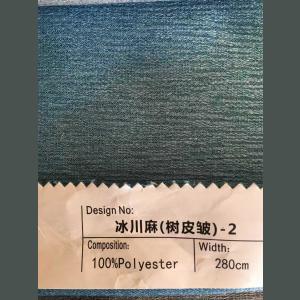 Design No:
冰川麻(树皮皱)-2
Composition:
Width:
100%Polyester
280cm